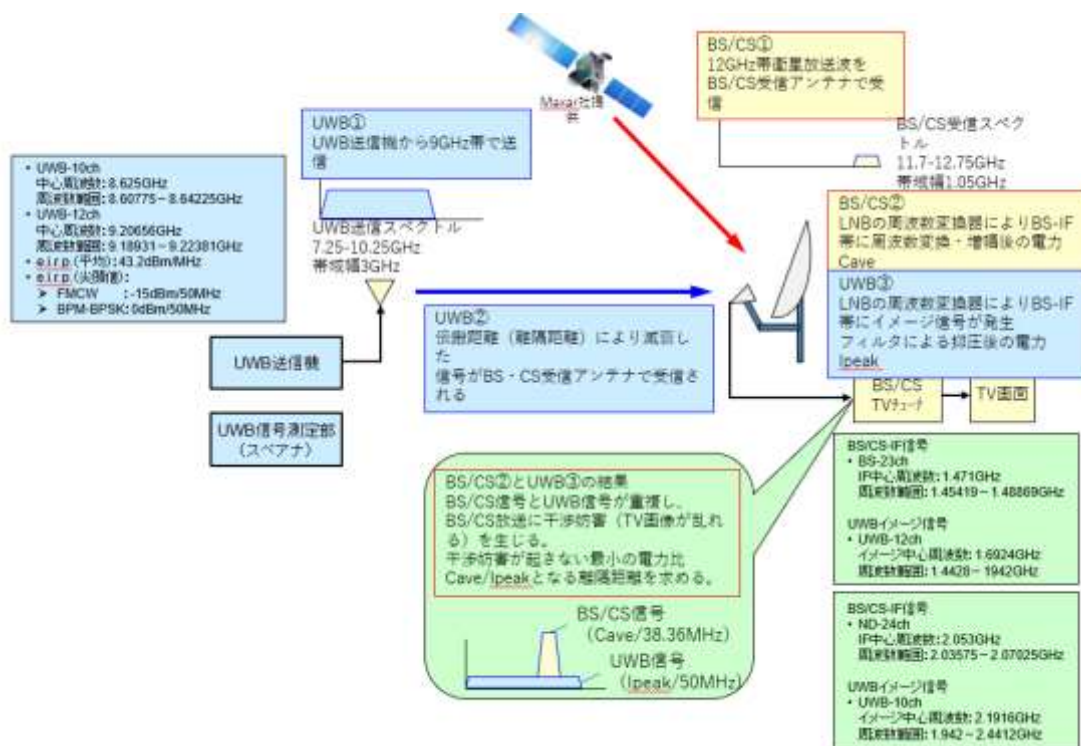 BS/CS①
12GHz帯衛星放送波を
BS/CS受信アンテナで受
信
Maxar社提
供
BS/CS受信スペク
トル
11.7-12.75GHz
帯域幅1.05GHz
UWB①
UWB送信機から9GHz帯で送
信
UWB送信スペクトル
7.25-10.25GHz
帯域幅3GHz
• UWB-10ch
中心周波数:8.625GHz
周波数範囲:8.60775~8.64225GHz
• UWB-12ch
中心周波数:9.20656GHz
周波数範囲:9.18931~9.22381GHz
• e.i.r.p.(平均):43.2dBm/MHz
• e.i.r.p.(尖頭値):
➢ FMCW :-15dBm/50MHz
➢ BPM-BPSK:0dBm/50MHz
UWB送信機
UWB信号測定部
(スペアナ)
UWB②
伝搬距離(離隔距離)により減衰し
た
信号がBS・CS受信アンテナで受信さ
れる
BS/CS②
LNBの周波数変換器によりBS-IF
帯に周波数変換・増幅後の電力
Cave
UWB③
LNBの周波数変換器によりBS-IF
帯にイメージ信号が発生
フィルタによる抑圧後の電力
Ipeak
BS/CS
TVチューナ
TV画面
BS/CS②とUWB③の結果
BS/CS信号とUWB信号が重複し、
BS/CS放送に干渉妨害(TV画像が乱れ
る)を生じる。
干渉妨害が起きない最小の電力比
Cave/Ipeakとなる離隔距離を求める。
BS/CS信号
(Cave/38.36MHz)
UWB信号
(Ipeak/50MHz)
BS/CS-IF信号
• BS-23ch
IF中心周波数:1.471GHz
周波数範囲:1.45419~1.48869GHz
UWBイメージ信号
• UWB-12ch
イメージ中心周波数:1.6924GHz
周波数範囲:1.4428~1942GHz
BS/CS-IF信号
• ND-24ch
IF中心周波数:2.053GHz
周波数範囲:2.03575~2.07025GHz
UWBイメージ信号
• UWB-10ch
イメージ中心周波数:2.1916GHz
周波数範囲:1.942~2.4412GHz